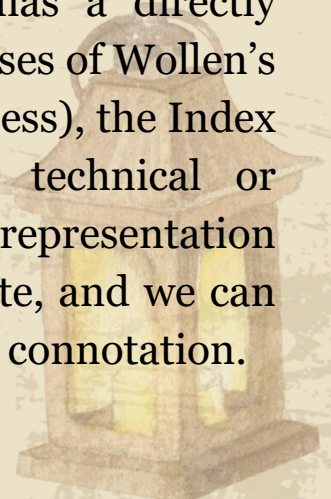 has a directly
ses of Wollen's
ess), the Index
technical or
representation
te, and we can
connotation.